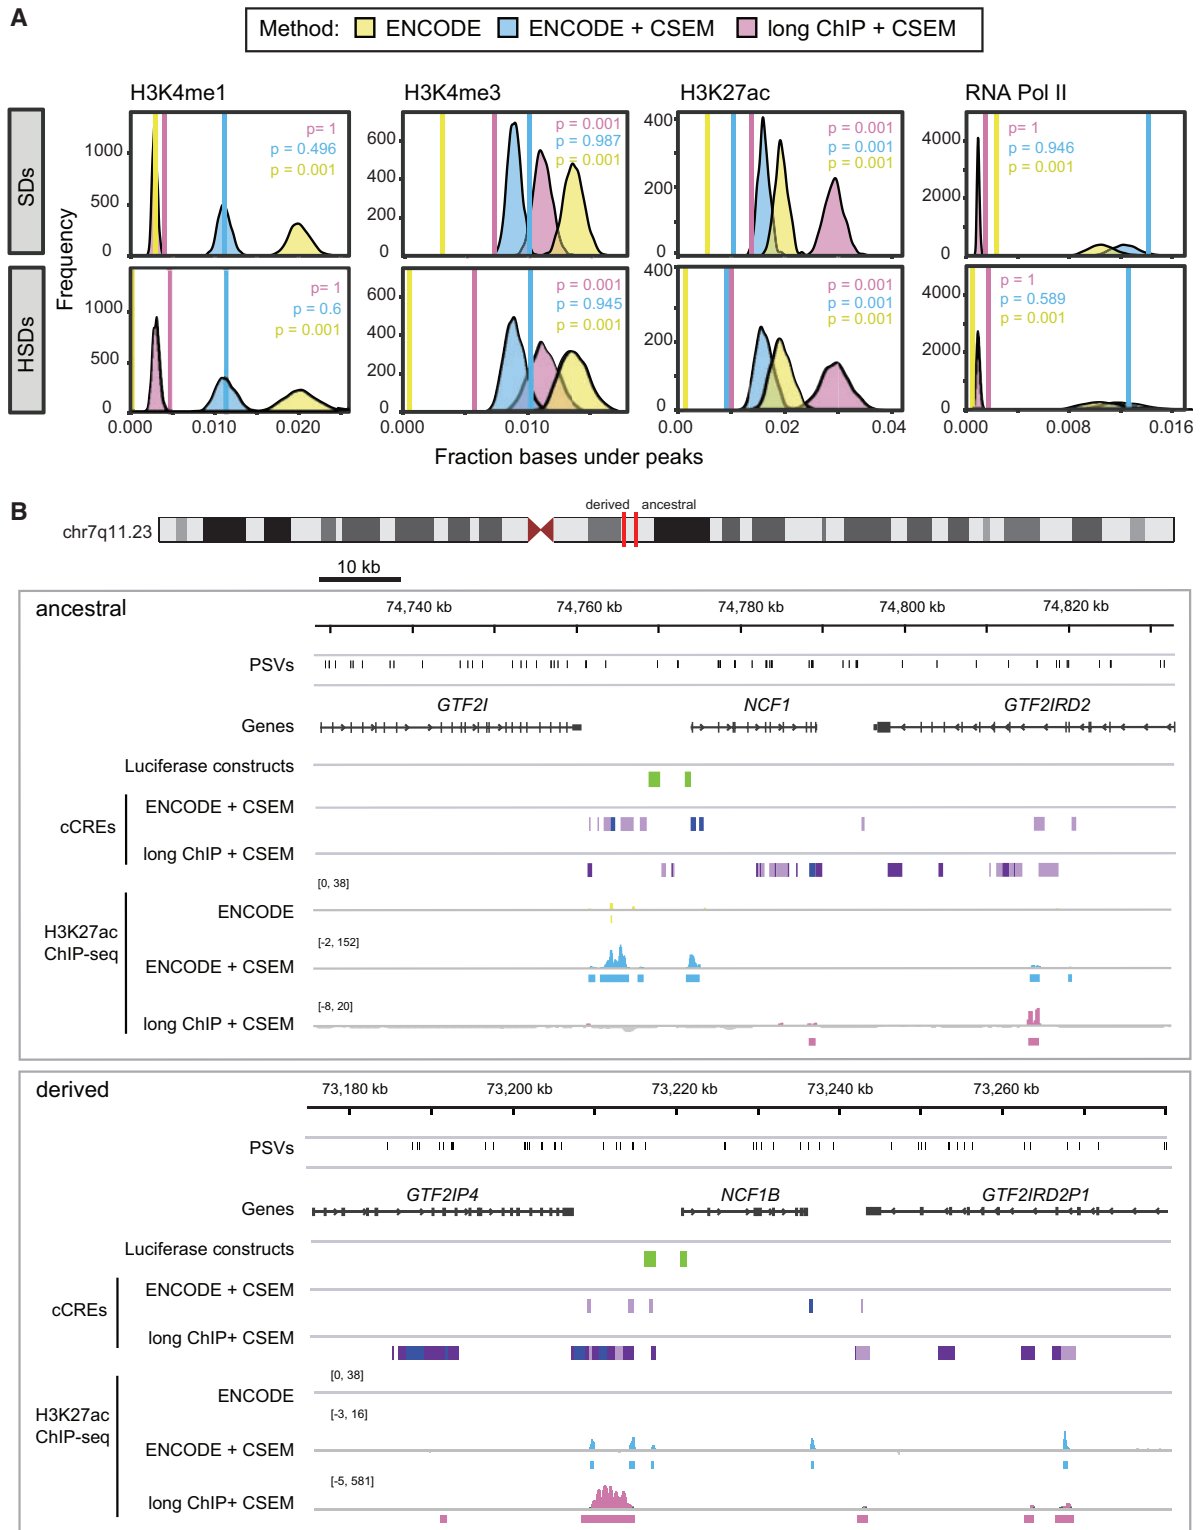 A
Method: ENCODE ENCODE + CSEM long ChIP + CSEM
H3K4me1 H3K4me3 H3K27ac RNA Pol II
SDs
HSDs
Frequency
1000
500
0
p= 1
p = 0.496
p = 0.001
600
400
200
0
p = 0.001
p = 0.987
p = 0.001
400
200
0
p = 0.001
p = 0.001
p = 0.001
4000
2000
0
p = 1
p = 0.946
p = 0.001
1000
500
0
p= 1
p = 0.6
p = 0.001
600
400
200
0
p = 0.001
p = 0.945
p = 0.001
400
200
0
p = 0.001
p = 0.001
p = 0.001
4000
2000
0
p = 1
p = 0.589
p = 0.001
0.000 0.010 0.020 0.000 0.010 0.00 0.02 0.04 0.000 0.008 0.016
Fraction bases under peaks
B
derived ancestral
chr7q11.23
10 kb
ancestral
74,740 kb 74,760 kb 74,780 kb 74,800 kb 74,820 kb
PSVs
GTF2I NCF1 GTF2IRD2
Genes
Luciferase constructs
cCREs
ENCODE + CSEM
long ChIP + CSEM
H3K27ac
ChIP-seq
[0, 38]
ENCODE
[-2, 152]
ENCODE + CSEM
[-8, 20]
long ChIP + CSEM
derived
73,180 kb 73,200 kb 73,220 kb 73,240 kb 73,260 kb
PSVs
GTF2IP4 NCF1B GTF2IRD2P1
Genes
Luciferase constructs
cCREs
ENCODE + CSEM
long ChIP+ CSEM
H3K27ac
ChIP-seq
[0, 38]
ENCODE
[-3, 16]
ENCODE + CSEM
[-5, 581]
long ChIP+ CSEM